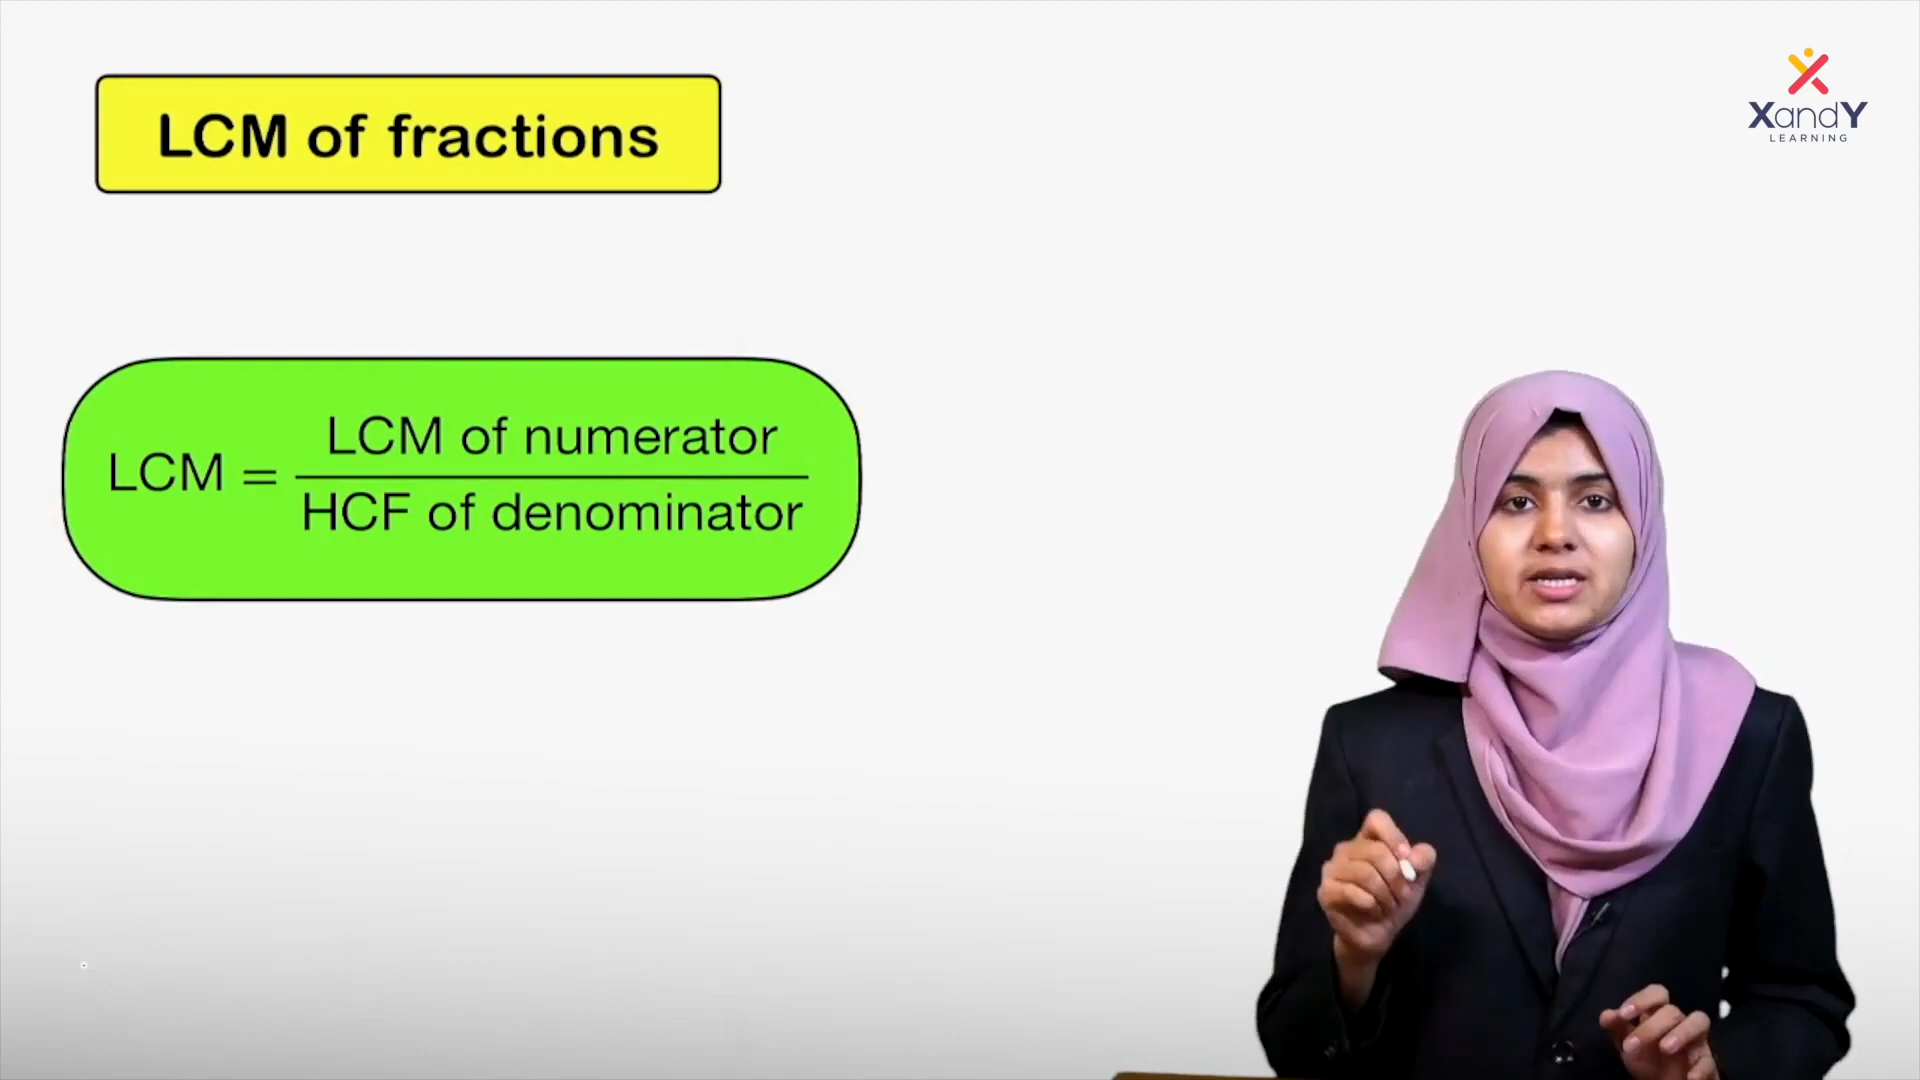 LCM of fractions
XandY
LEARNING
LCM = LCM of numerator
HCF of denominator